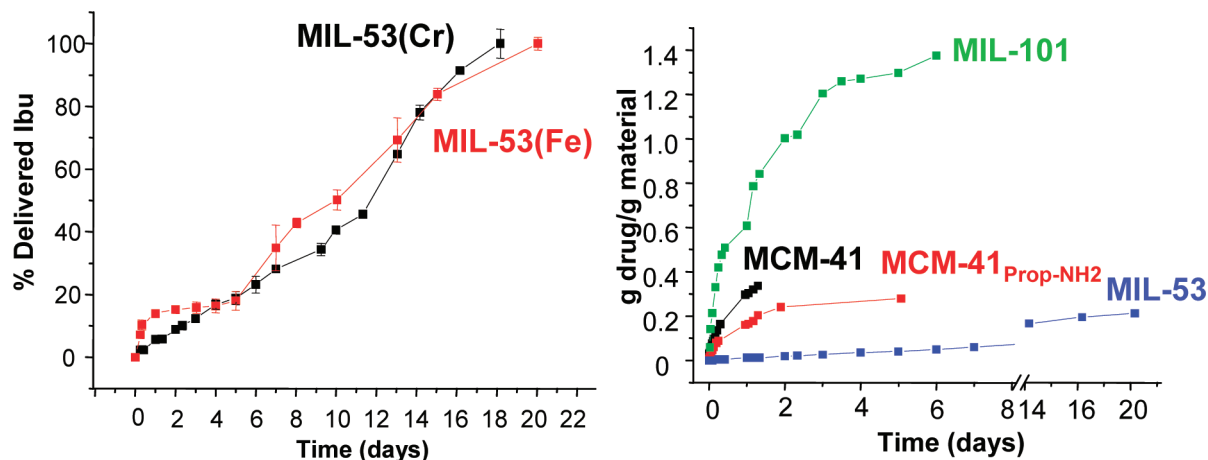 MIL-53(Cr)
MIL-53(Fe)
% Delivered Ibu
100
80
60
40
20
0
0 2 4 6 8 10 12 14 16 18 20 22
Time (days)
MIL-101
MCM-41
MCM-41Prop-NH2
MIL-53
g drug/g material
1.4
1.2
1.0
0.8
0.6
0.4
0.2
0
0 2 4 6 8 14 16 20
Time (days)